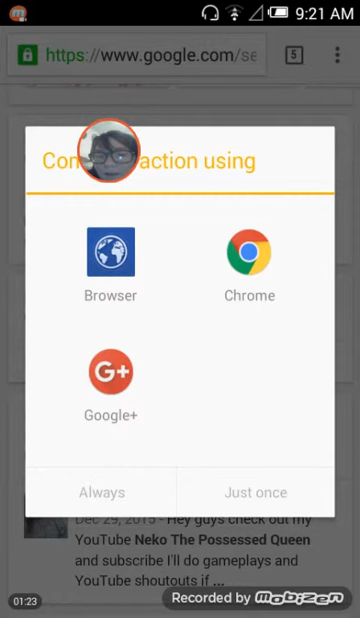 9:21 AM
https://www.google.com/se
5
Com action using
Browser
Chrome
G+
Google+
Always
Just once
Dec 29, 2015 - Hey guys check out my
YouTube Neko The Possessed Queen
and subscribe I'll do gameplays and
YouTube shoutouts if ...
01:23
Recorded by mobizen